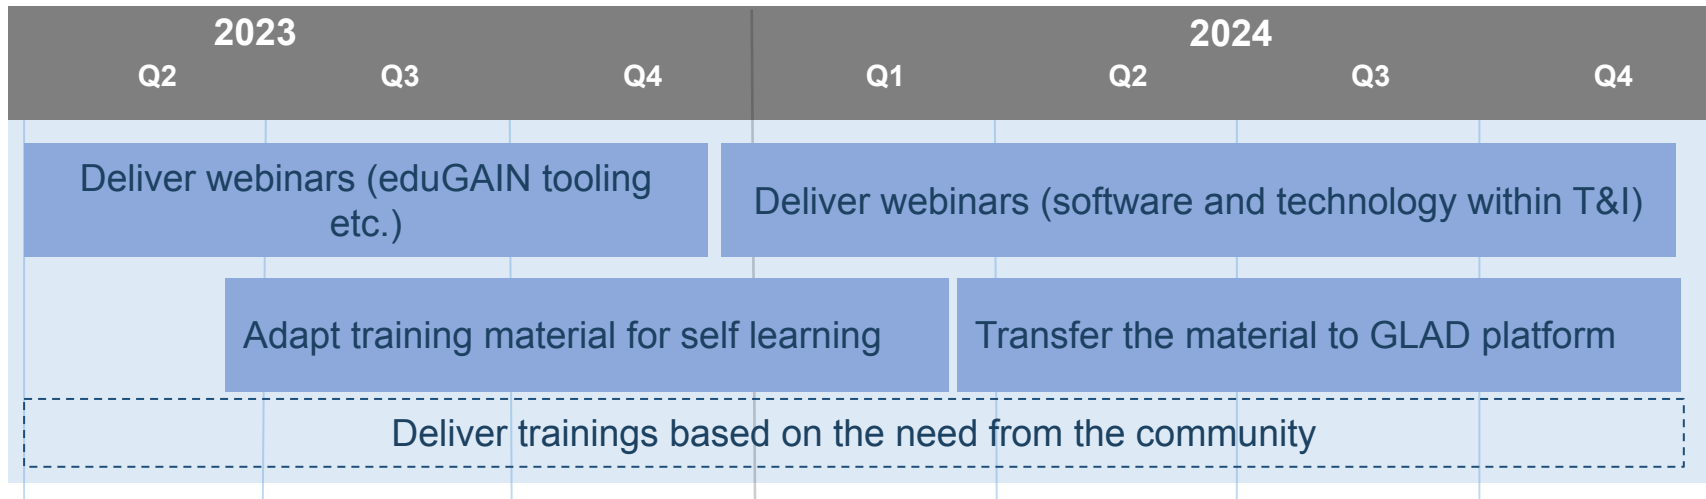 2023 2024
Q2 Q3 Q4 Q1 Q2 Q3 Q4
Deliver webinars (eduGAIN tooling
etc.)
Deliver webinars (software and technology within T&I)
Adapt training material for self learning
Transfer the material to GLAD platform
Deliver trainings based on the need from the community